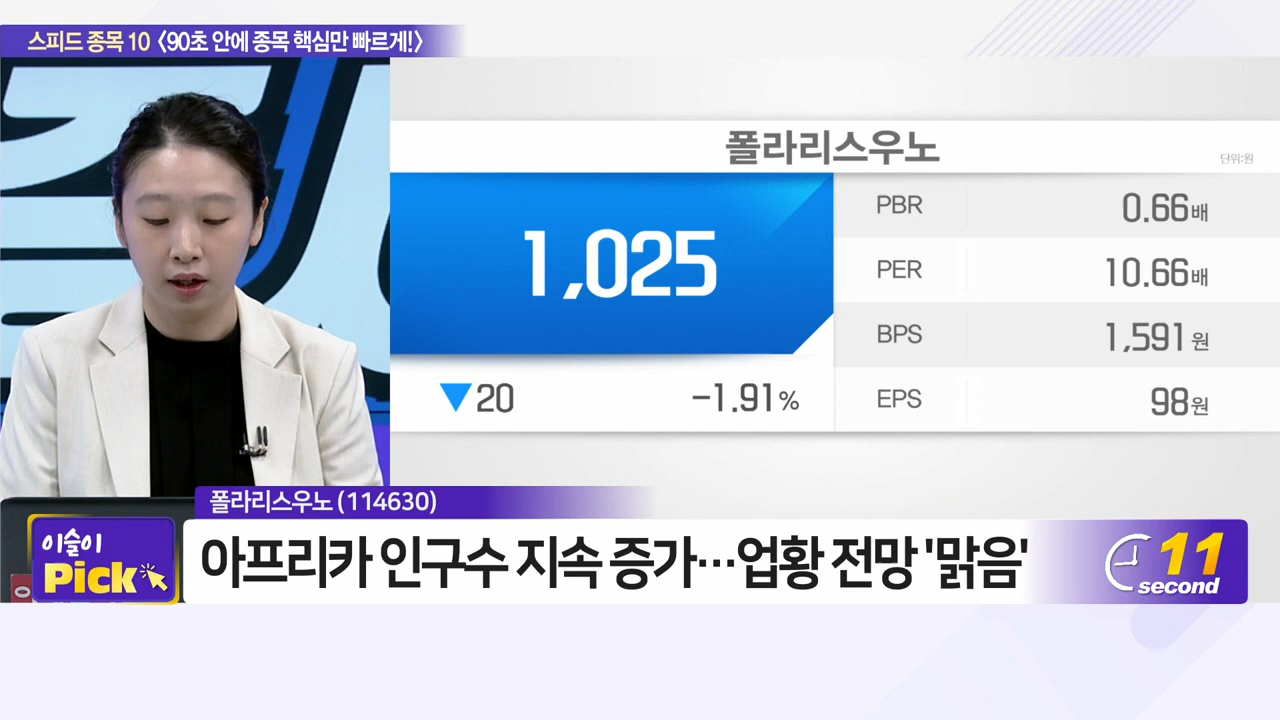 스피드 종목 10 <90초 안에 종목 핵심만 빠르게!>
폴라리스우노
단위:원
1,025
▼20 -1.91%
PBR 0.66배
PER 10.66배
BPS 1,591원
EPS 98원
폴라리스우노 (114630)
이슬이
Pick
아프리카 인구수 지속 증가…업황 전망 '맑음'
11
second